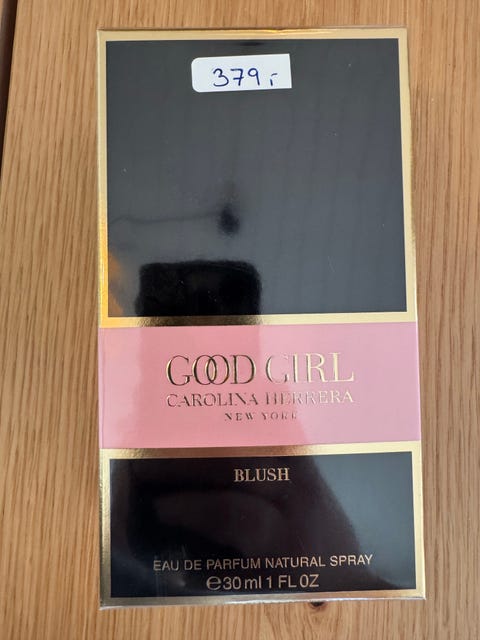 379,-
GOOD GIRL
CAROLINA HERRERA
NEW YORK
BLUSH
EAU DE PARFUM NATURAL SPRAY
℮30 ml 1 FL OZ